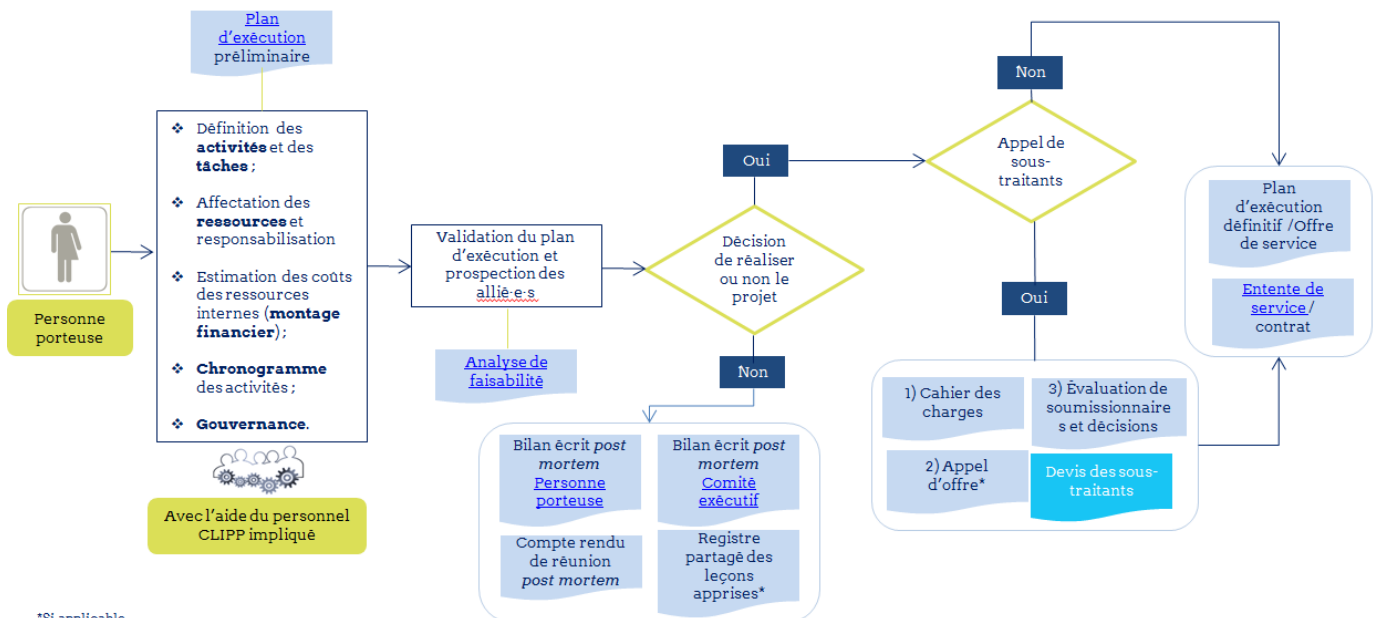 Plan
d'exécution
préliminaire
❖ Définition des
activités et des
tâches ;
❖ Affectation des
ressources et
responsabilisation
❖ Estimation des coûts
des ressources
internes (montage
financier) ;
❖ Chronogramme
des activités ;
❖ Gouvernance.
Personne
porteuse
Avec l'aide du personnel
CLIPP impliqué
Validation du plan
d'exécution et
prospection des
allié·e·s
Analyse de
faisabilité
Décision
de réaliser
ou non le
projet
Oui
Non
Bilan écrit post
mortem
Personne
porteuse
Bilan écrit post
mortem
Comité
exécutif
Compte rendu
de réunion
post mortem
Registre
partagé des
leçons
apprises*
Appel de
sous-
traitants
Non
Oui
1) Cahier des
charges
3) Évaluation de
soumissionnaire
s et décisions
2) Appel
d'offre*
Devis des sous-
traitants
Plan
d'exécution
définitif /Offre
de service
Entente de
service /
contrat
*Si applicable